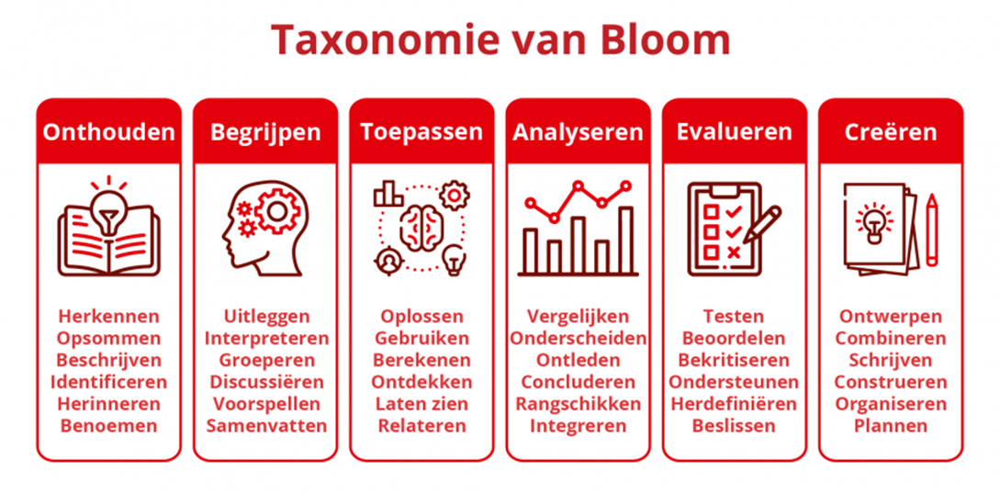 Taxonomie van Bloom
Onthouden
Herkennen
Opsommen
Beschrijven
Identificeren
Herinneren
Benoemen
Begrijpen
Uitleggen
Interpreteren
Groeperen
Discussiëren
Voorspellen
Samenvatten
Toepassen
Oplossen
Gebruiken
Berekenen
Ontdekken
Laten zien
Relateren
Analyseren
Vergelijken
Onderscheiden
Ontleden
Concluderen
Rangschikken
Integreren
Evalueren
Testen
Beoordelen
Bekritiseren
Ondersteunen
Herdefiniëren
Beslissen
Creëren
Ontwerpen
Combineren
Schrijven
Construeren
Organiseren
Plannen